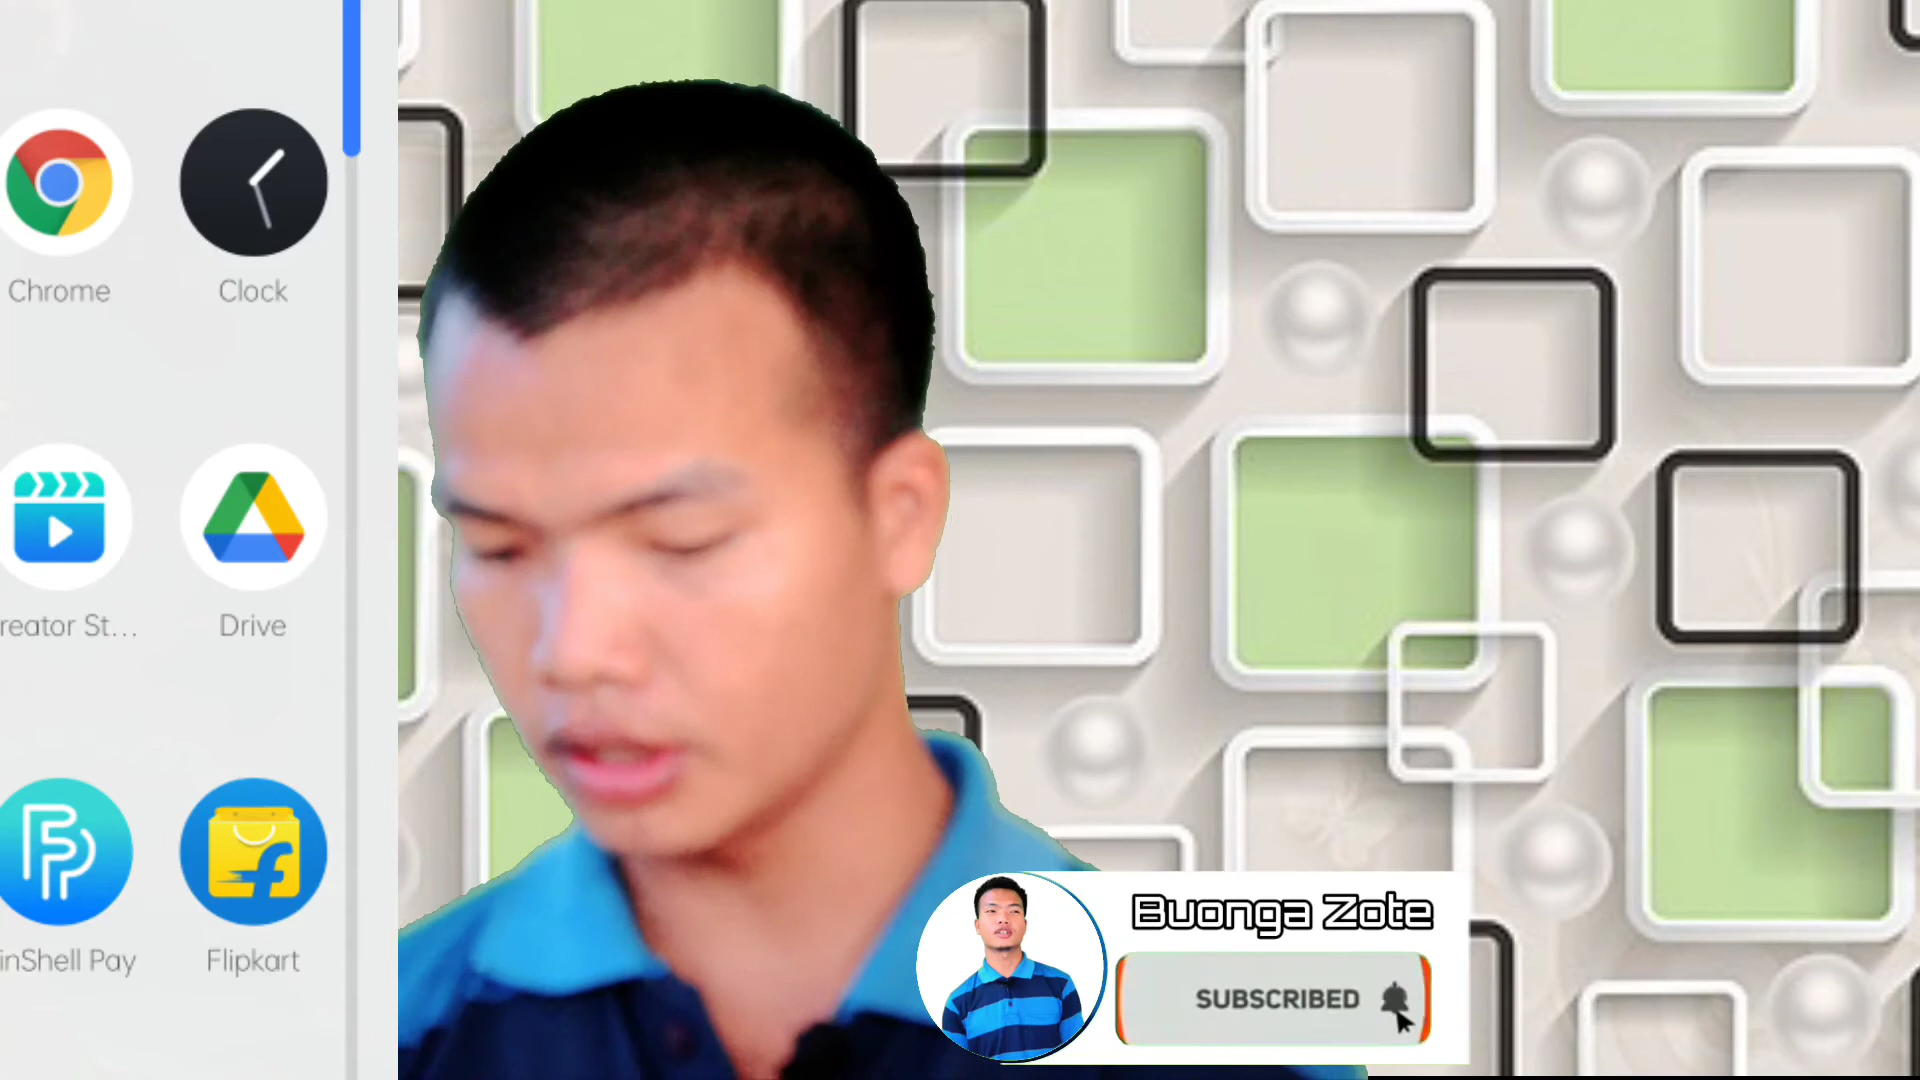 Chrome
Clock
reator St...
Drive
inShell Pay
Flipkart
Buonga Zote
SUBSCRIBED